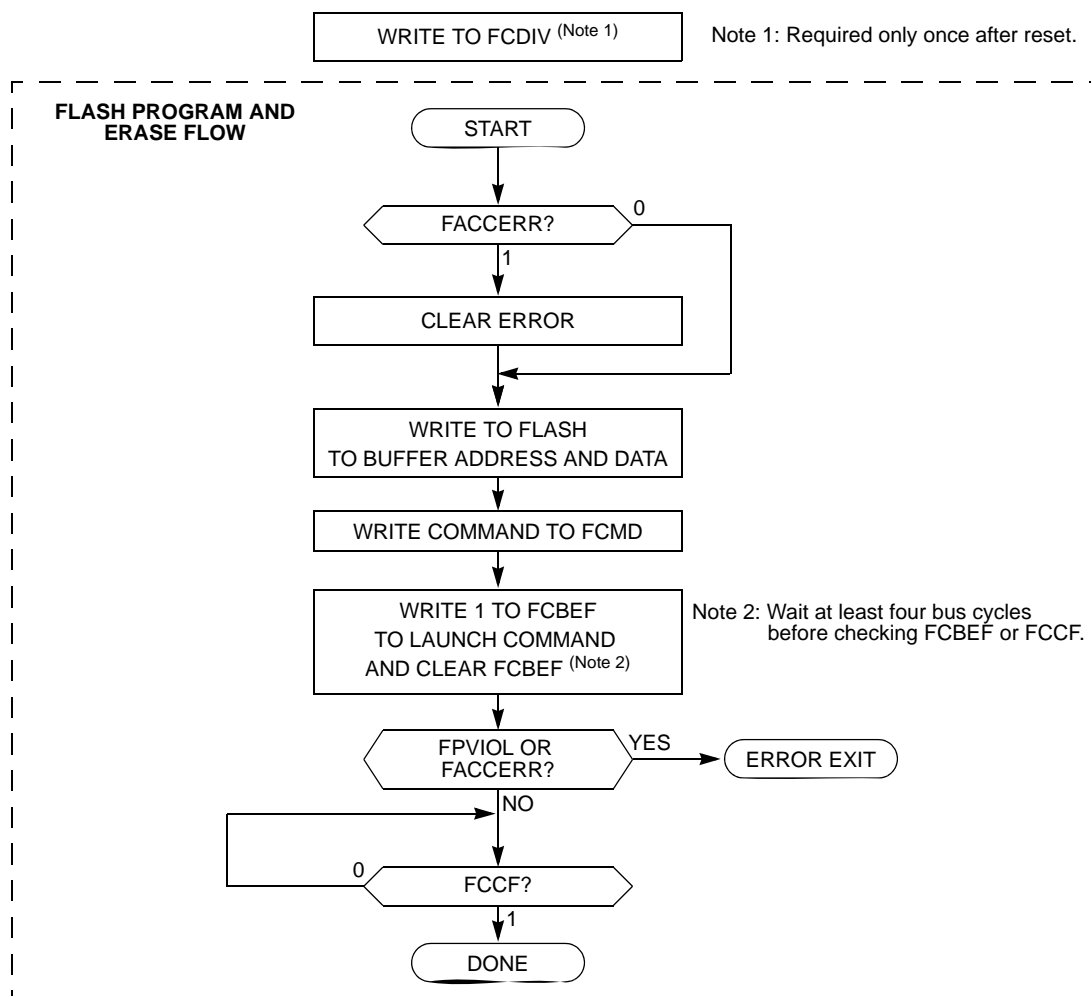 WRITE TO FCDIV (Note 1)
Note 1: Required only once after reset.
FLASH PROGRAM AND
ERASE FLOW
START
FACCERR?
0
1
CLEAR ERROR
WRITE TO FLASH
TO BUFFER ADDRESS AND DATA
WRITE COMMAND TO FCMD
WRITE 1 TO FCBEF
TO LAUNCH COMMAND
AND CLEAR FCBEF (Note 2)
Note 2: Wait at least four bus cycles
before checking FCBEF or FCCF.
FPVIOL OR
FACCERR?
YES
ERROR EXIT
NO
0
FCCF?
1
DONE